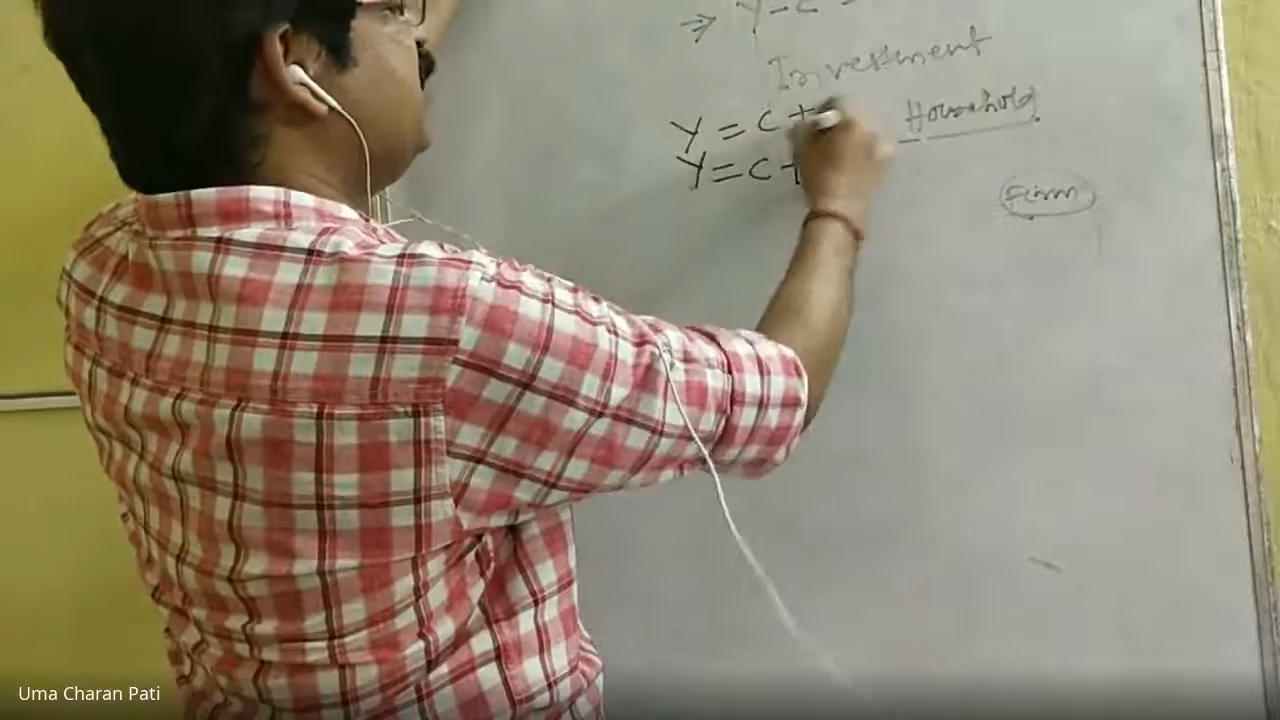 ⇒ Y-C =
Investment
Y = C +
Household
Y = C +
Firm
Uma Charan Pati